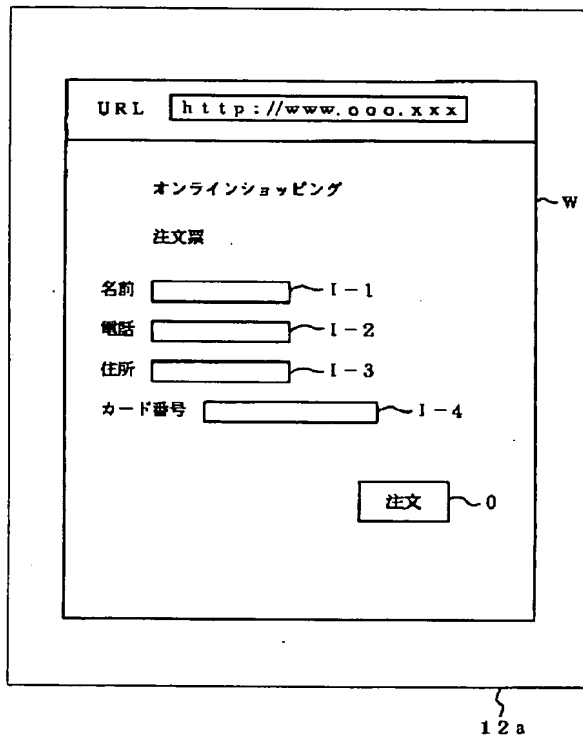 URL http://www.ooo.xxx
オンラインショッピング
W
注文票
名前 I-1
電話 I-2
住所 I-3
カード番号 I-4
注文 O
12a